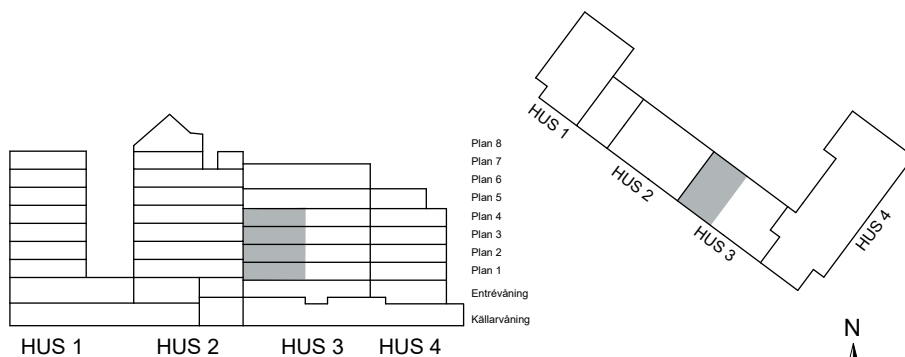 Plan 8
Plan 7
Plan 6
Plan 5
Plan 4
Plan 3
Plan 2
Plan 1
Entrévåning
Källarvåning
HUS 1
HUS 2
HUS 3
HUS 4
HUS 1
HUS 2
HUS 3
HUS 4
N